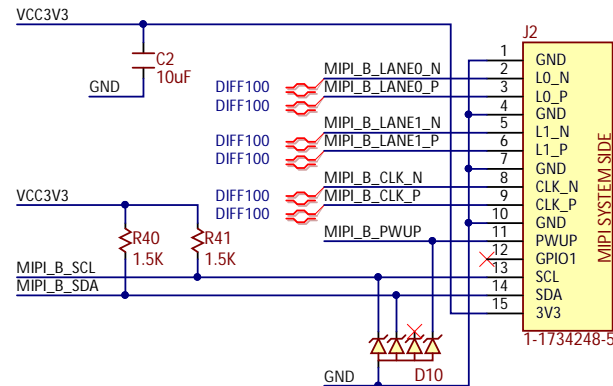 VCC3V3
J2
C2
10uF
GND
DIFF100
DIFF100
DIFF100
DIFF100
DIFF100
DIFF100
MIPI_B_LANE0_N
MIPI_B_LANE0_P
MIPI_B_LANE1_N
MIPI_B_LANE1_P
MIPI_B_CLK_N
MIPI_B_CLK_P
MIPI_B_PWUP
1 GND
2 L0_N
3 L0_P
4 GND
5 L1_N
6 L1_P
7 GND
8 CLK_N
9 CLK_P
10 GND
11 PWUP
12 GPIO1
13 SCL
14 SDA
15 3V3
MIPI SYSTEM SIDE
1-1734248-5
VCC3V3
R40
1.5K
R41
1.5K
MIPI_B_SCL
MIPI_B_SDA
GND
D10